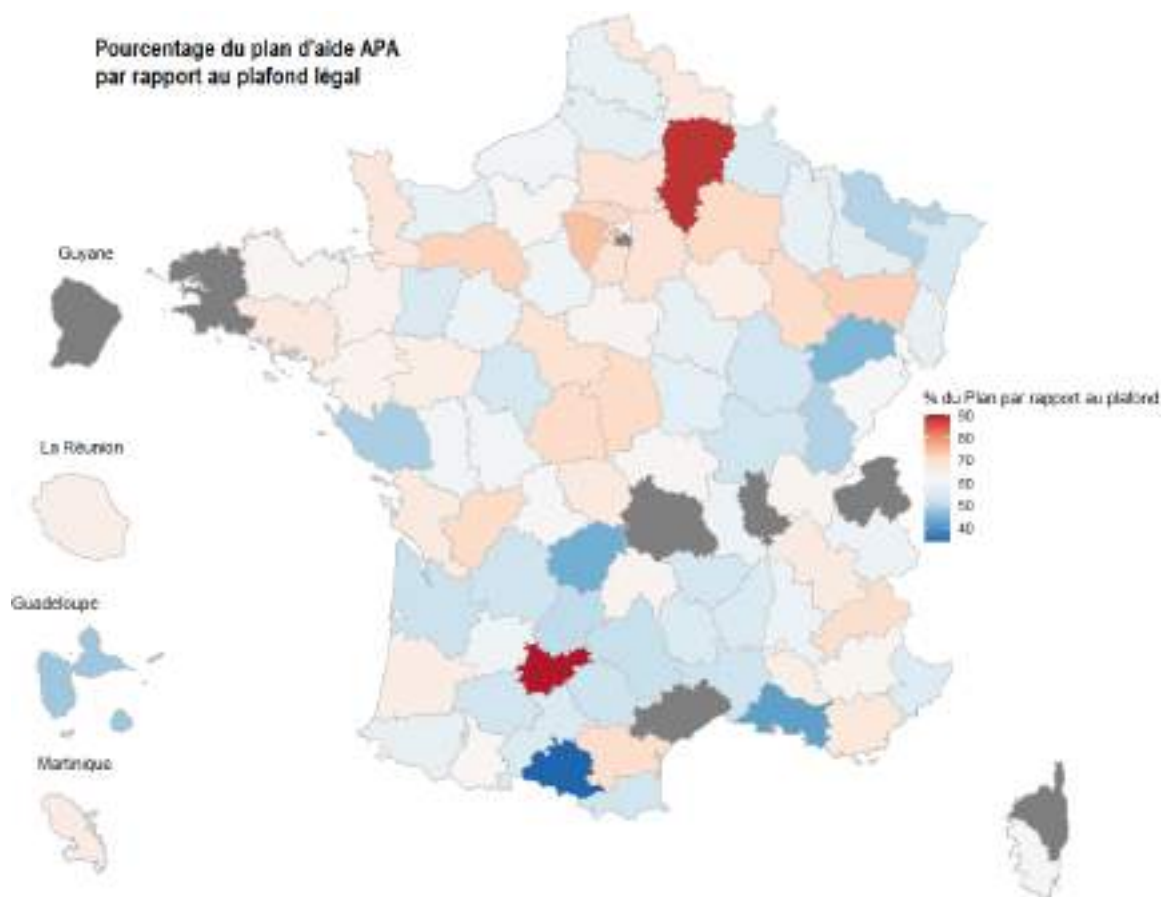 Pourcentage du plan d'aide APA
par rapport au plafond légal
Guyane
La Réunion
Guadeloupe
Martinique
% du Plan par rapport au plafond
90
80
70
60
50
40